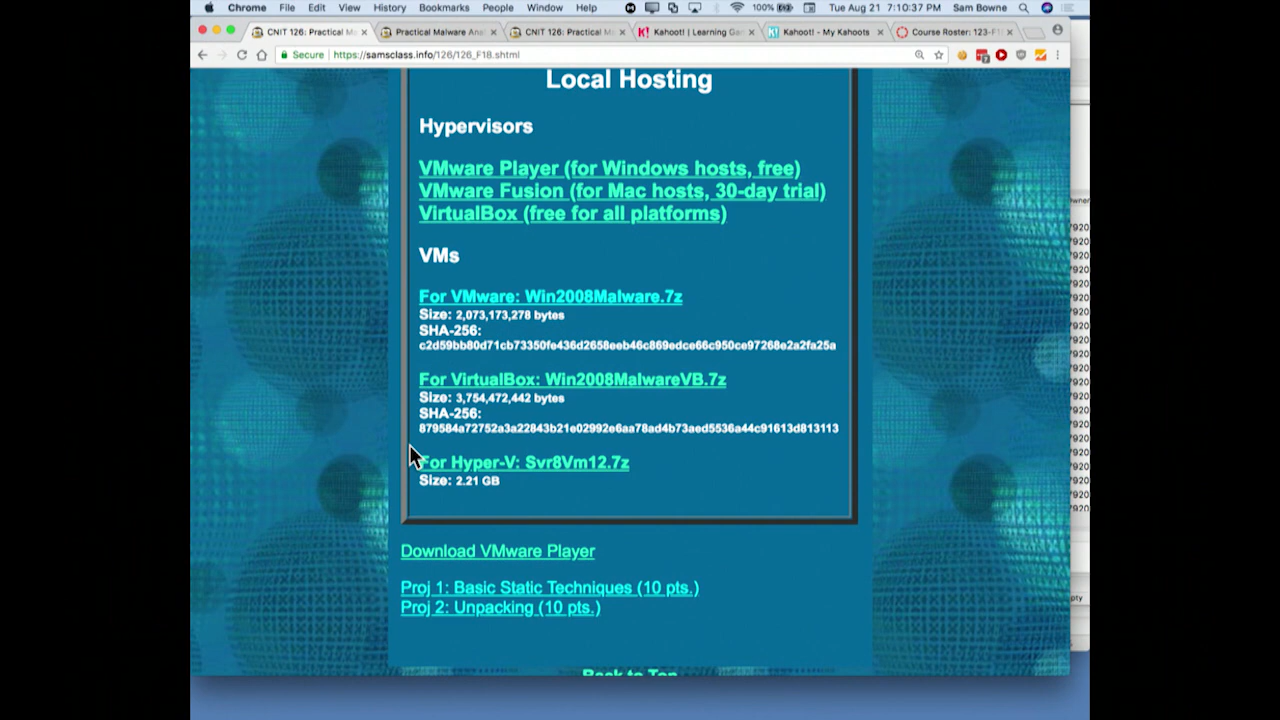 Chrome File Edit View History Bookmarks People Window Help 100% Tue Aug 21 7:10:37 PM Sam Bowne
CNIT 126: Practical M Practical Malware Anal CNIT 126: Practical M Kahoot! | Learning Ga Kahoot! - My Kahoots Course Roster: 123-F1
Secure https://samsclass.info/126/126_F18.shtml
Local Hosting
Hypervisors
VMware Player (for Windows hosts, free)
VMware Fusion (for Mac hosts, 30-day trial)
VirtualBox (free for all platforms)
VMs
For VMware: Win2008Malware.7z
Size: 2,073,173,278 bytes
SHA-256:
c2d59bb80d71cb73350fe436d2658eeb46c869edce66c950ce97268e2a2fa25a
For VirtualBox: Win2008MalwareVB.7z
Size: 3,754,472,442 bytes
SHA-256:
879584a72752a3a22843b21e02992e6aa78ad4b73aed5536a44c91613d813113
For Hyper-V: Svr8Vm12.7z
Size: 2.21 GB
Download VMware Player
Proj 1: Basic Static Techniques (10 pts.)
Proj 2: Unpacking (10 pts.)
Back to Top